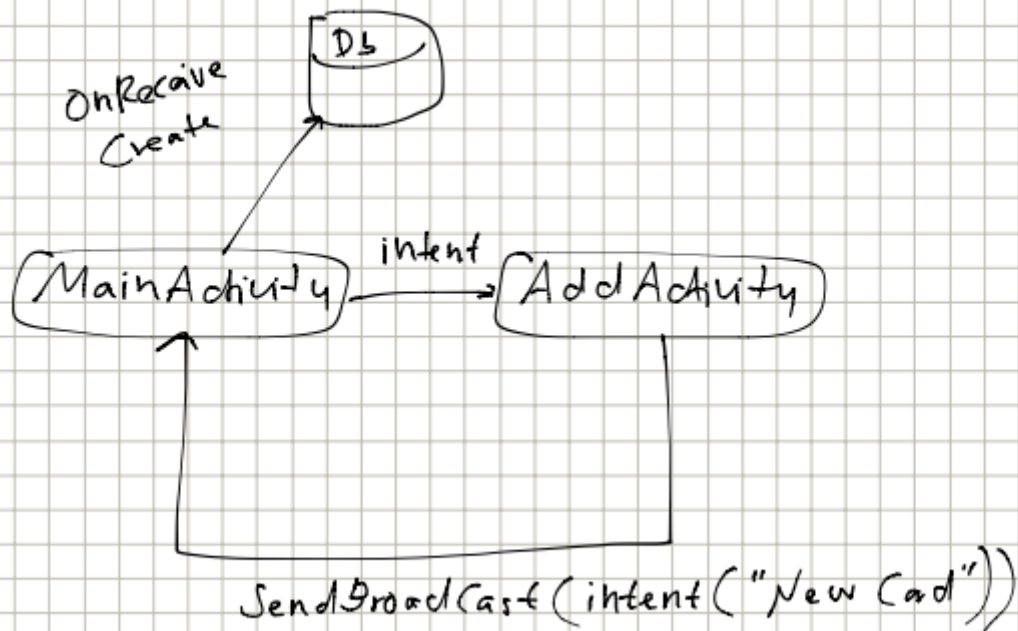 Db
OnRecaive
Create
intent
MainActivity
AddActivity
SendBroadCast(intent("New Cad"))